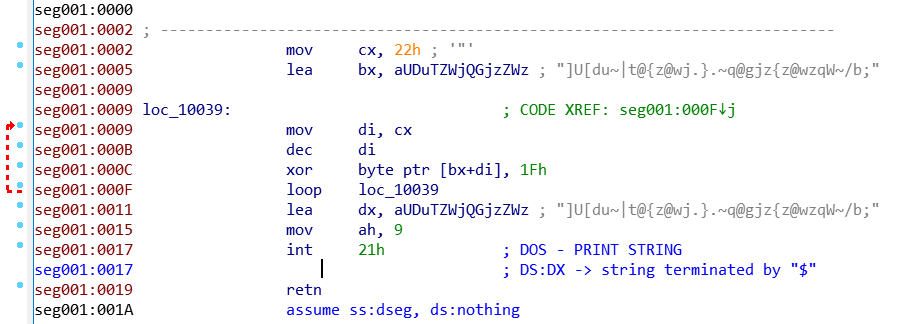 seg001:0000
seg001:0002 ; ---------------------------------------------------------------------------
seg001:0002 mov cx, 22h ; '"'
seg001:0005 lea bx, aUDuTZWjQGjzZWz ; "]U[du~|t@{z@wj.}.~q@gjz{z@wzqW~/b;"
seg001:0009
seg001:0009 loc_10039: ; CODE XREF: seg001:000F↓j
seg001:0009 mov di, cx
seg001:000B dec di
seg001:000C xor byte ptr [bx+di], 1Fh
seg001:000F loop loc_10039
seg001:0011 lea dx, aUDuTZWjQGjzZWz ; "]U[du~|t@{z@wj.}.~q@gjz{z@wzqW~/b;"
seg001:0015 mov ah, 9
seg001:0017 int 21h ; DOS - PRINT STRING
seg001:0017 ; DS:DX -> string terminated by "$"
seg001:0019 retn
seg001:001A assume ss:dseg, ds:nothing